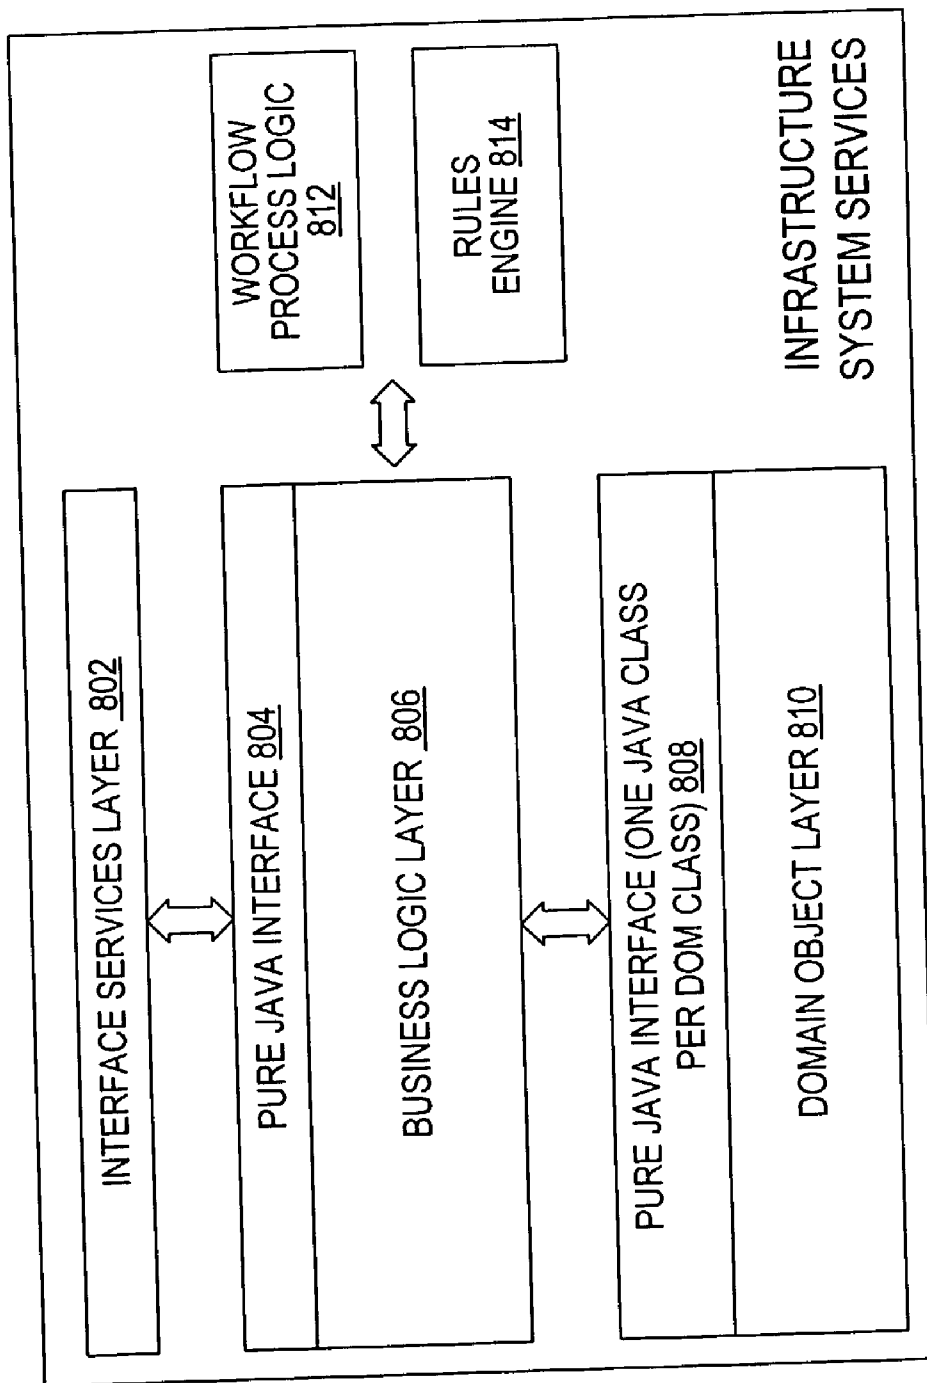 INTERFACE SERVICES LAYER 802
PURE JAVA INTERFACE 804
BUSINESS LOGIC LAYER 806
PURE JAVA INTERFACE (ONE JAVA CLASS
PER DOM CLASS) 808
DOMAIN OBJECT LAYER 810
WORKFLOW
PROCESS LOGIC
812
RULES
ENGINE 814
INFRASTRUCTURE
SYSTEM SERVICES